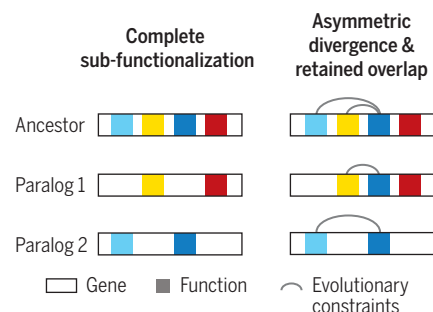 Complete
sub-functionalization
Asymmetric
divergence &
retained overlap
Ancestor
Paralog 1
Paralog 2
Gene
Function
Evolutionary
constraints